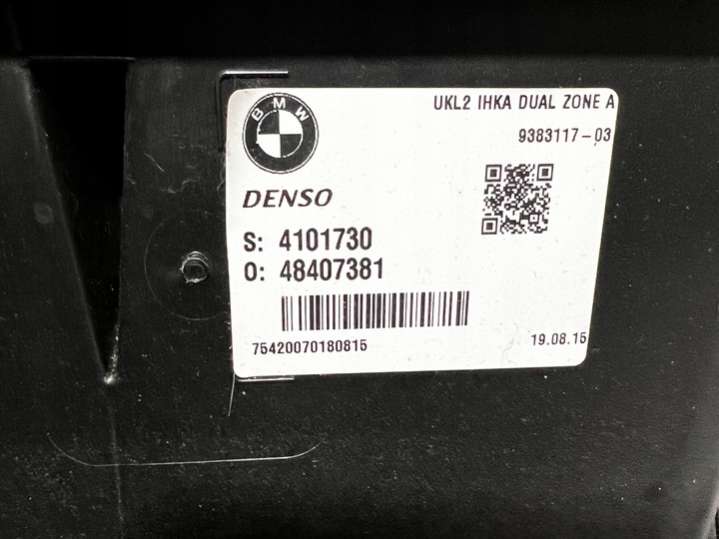 BMW
UKL2 IHKA DUAL ZONE A
9383117-03
DENSO
S: 4101730
O: 48407381
75420070180815
19.08.15